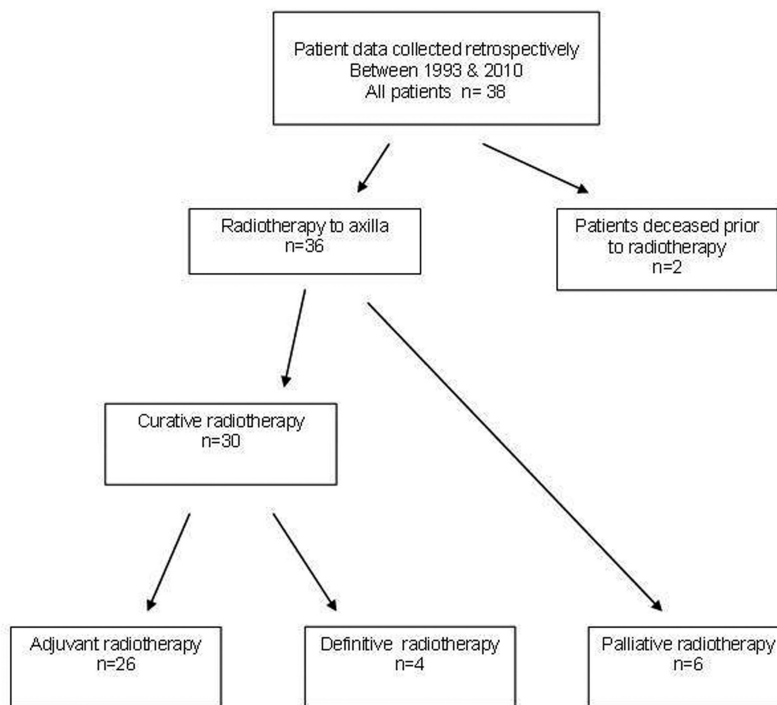 Patient data collected retrospectively
Between 1993 & 2010
All patients n= 38
Radiotherapy to axilla
n=36
Patients deceased prior
to radiotherapy
n=2
Curative radiotherapy
n=30
Adjuvant radiotherapy
n=26
Definitive radiotherapy
n=4
Palliative radiotherapy
n=6